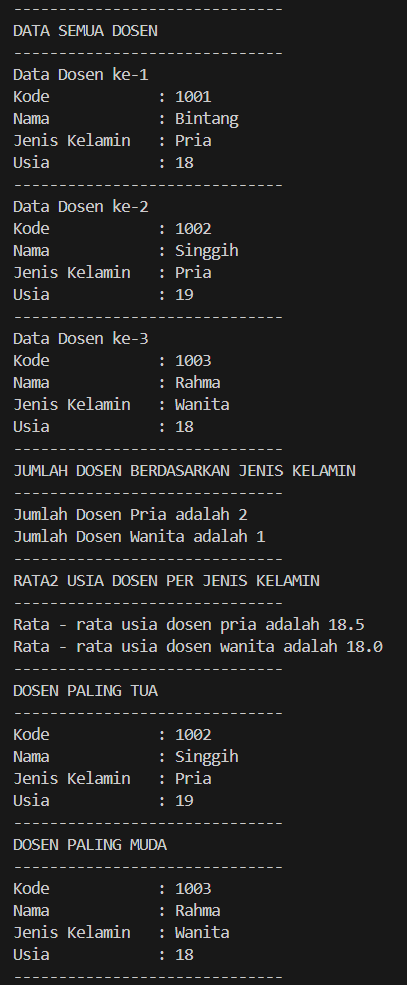 ------------------------------
DATA SEMUA DOSEN
------------------------------
Data Dosen ke-1
Kode            : 1001
Nama            : Bintang
Jenis Kelamin   : Pria
Usia            : 18
------------------------------
Data Dosen ke-2
Kode            : 1002
Nama            : Singgih
Jenis Kelamin   : Pria
Usia            : 19
------------------------------
Data Dosen ke-3
Kode            : 1003
Nama            : Rahma
Jenis Kelamin   : Wanita
Usia            : 18
------------------------------
JUMLAH DOSEN BERDASARKAN JENIS KELAMIN
------------------------------
Jumlah Dosen Pria adalah 2
Jumlah Dosen Wanita adalah 1
------------------------------
RATA2 USIA DOSEN PER JENIS KELAMIN
------------------------------
Rata - rata usia dosen pria adalah 18.5
Rata - rata usia dosen wanita adalah 18.0
------------------------------
DOSEN PALING TUA
------------------------------
Kode            : 1002
Nama            : Singgih
Jenis Kelamin   : Pria
Usia            : 19
------------------------------
DOSEN PALING MUDA
------------------------------
Kode            : 1003
Nama            : Rahma
Jenis Kelamin   : Wanita
Usia            : 18
------------------------------